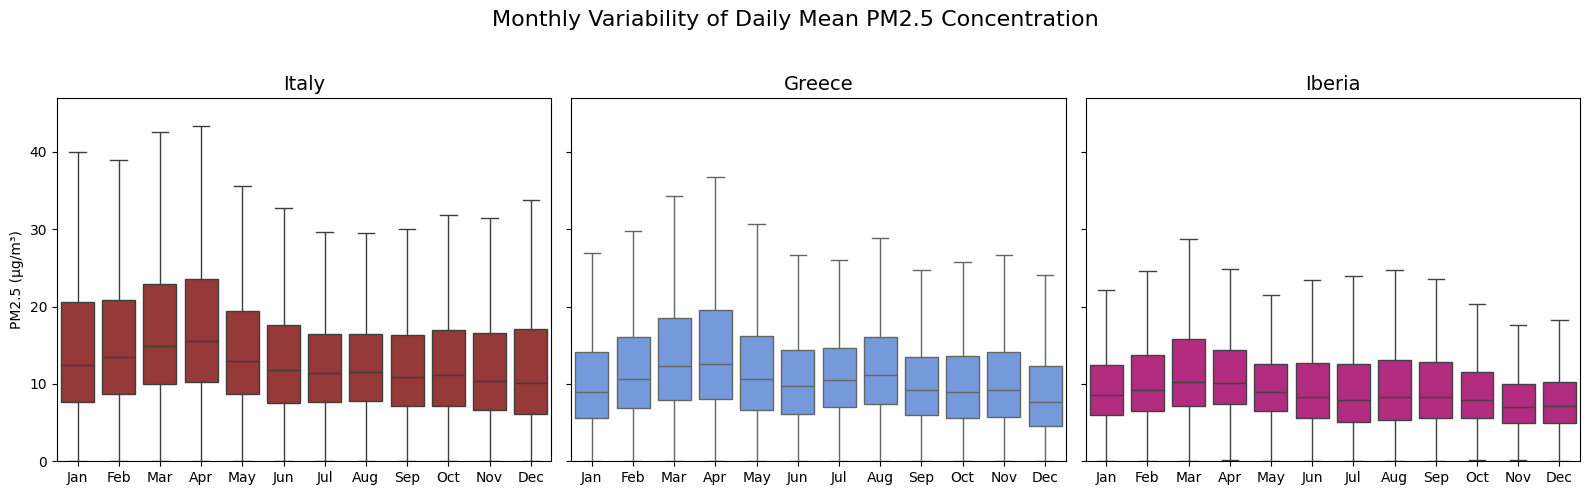 Monthly Variability of Daily Mean PM2.5 Concentration
Italy
Greece
Iberia
PM2.5 (µg/m³)
40
30
20
10
0
Jan Feb Mar Apr May Jun Jul Aug Sep Oct Nov Dec
Jan Feb Mar Apr May Jun Jul Aug Sep Oct Nov Dec
Jan Feb Mar Apr May Jun Jul Aug Sep Oct Nov Dec